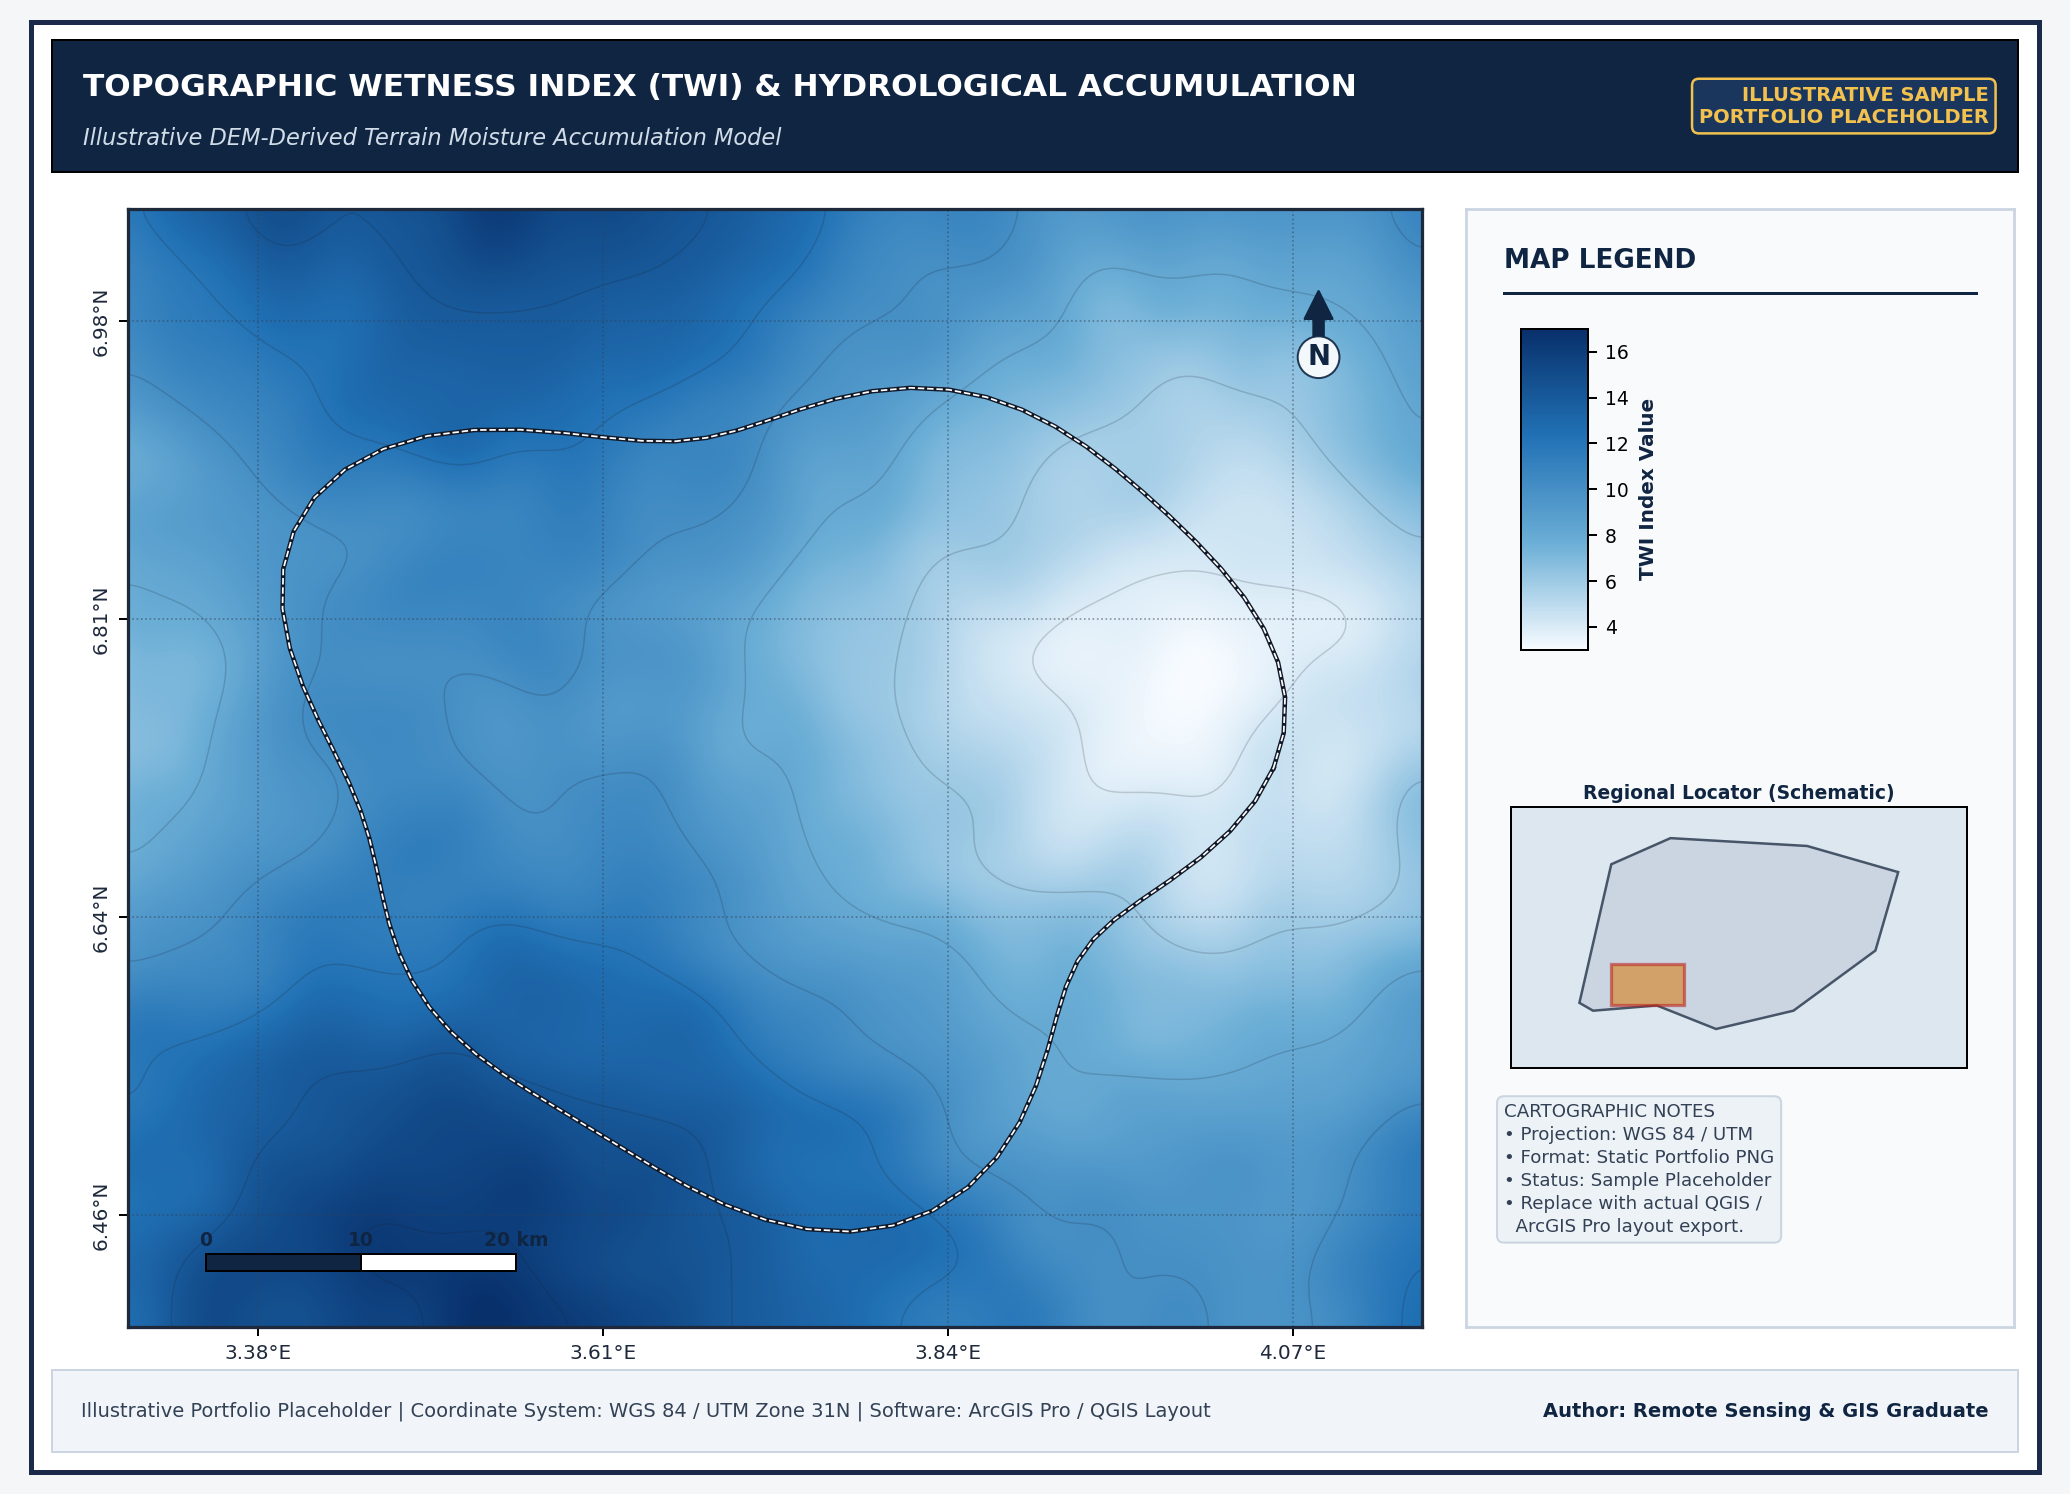 TOPOGRAPHIC WETNESS INDEX (TWI) & HYDROLOGICAL ACCUMULATION
Illustrative DEM-Derived Terrain Moisture Accumulation Model
ILLUSTRATIVE SAMPLE
PORTFOLIO PLACEHOLDER
6.98°N
6.81°N
6.64°N
6.46°N
N
0
10
20 km
3.38°E
3.61°E
3.84°E
4.07°E
MAP LEGEND
16
14
12
10
8
6
4
TWI Index Value
Regional Locator (Schematic)
CARTOGRAPHIC NOTES
• Projection: WGS 84 / UTM
• Format: Static Portfolio PNG
• Status: Sample Placeholder
• Replace with actual QGIS /
ArcGIS Pro layout export.
Illustrative Portfolio Placeholder | Coordinate System: WGS 84 / UTM Zone 31N | Software: ArcGIS Pro / QGIS Layout
Author: Remote Sensing & GIS Graduate